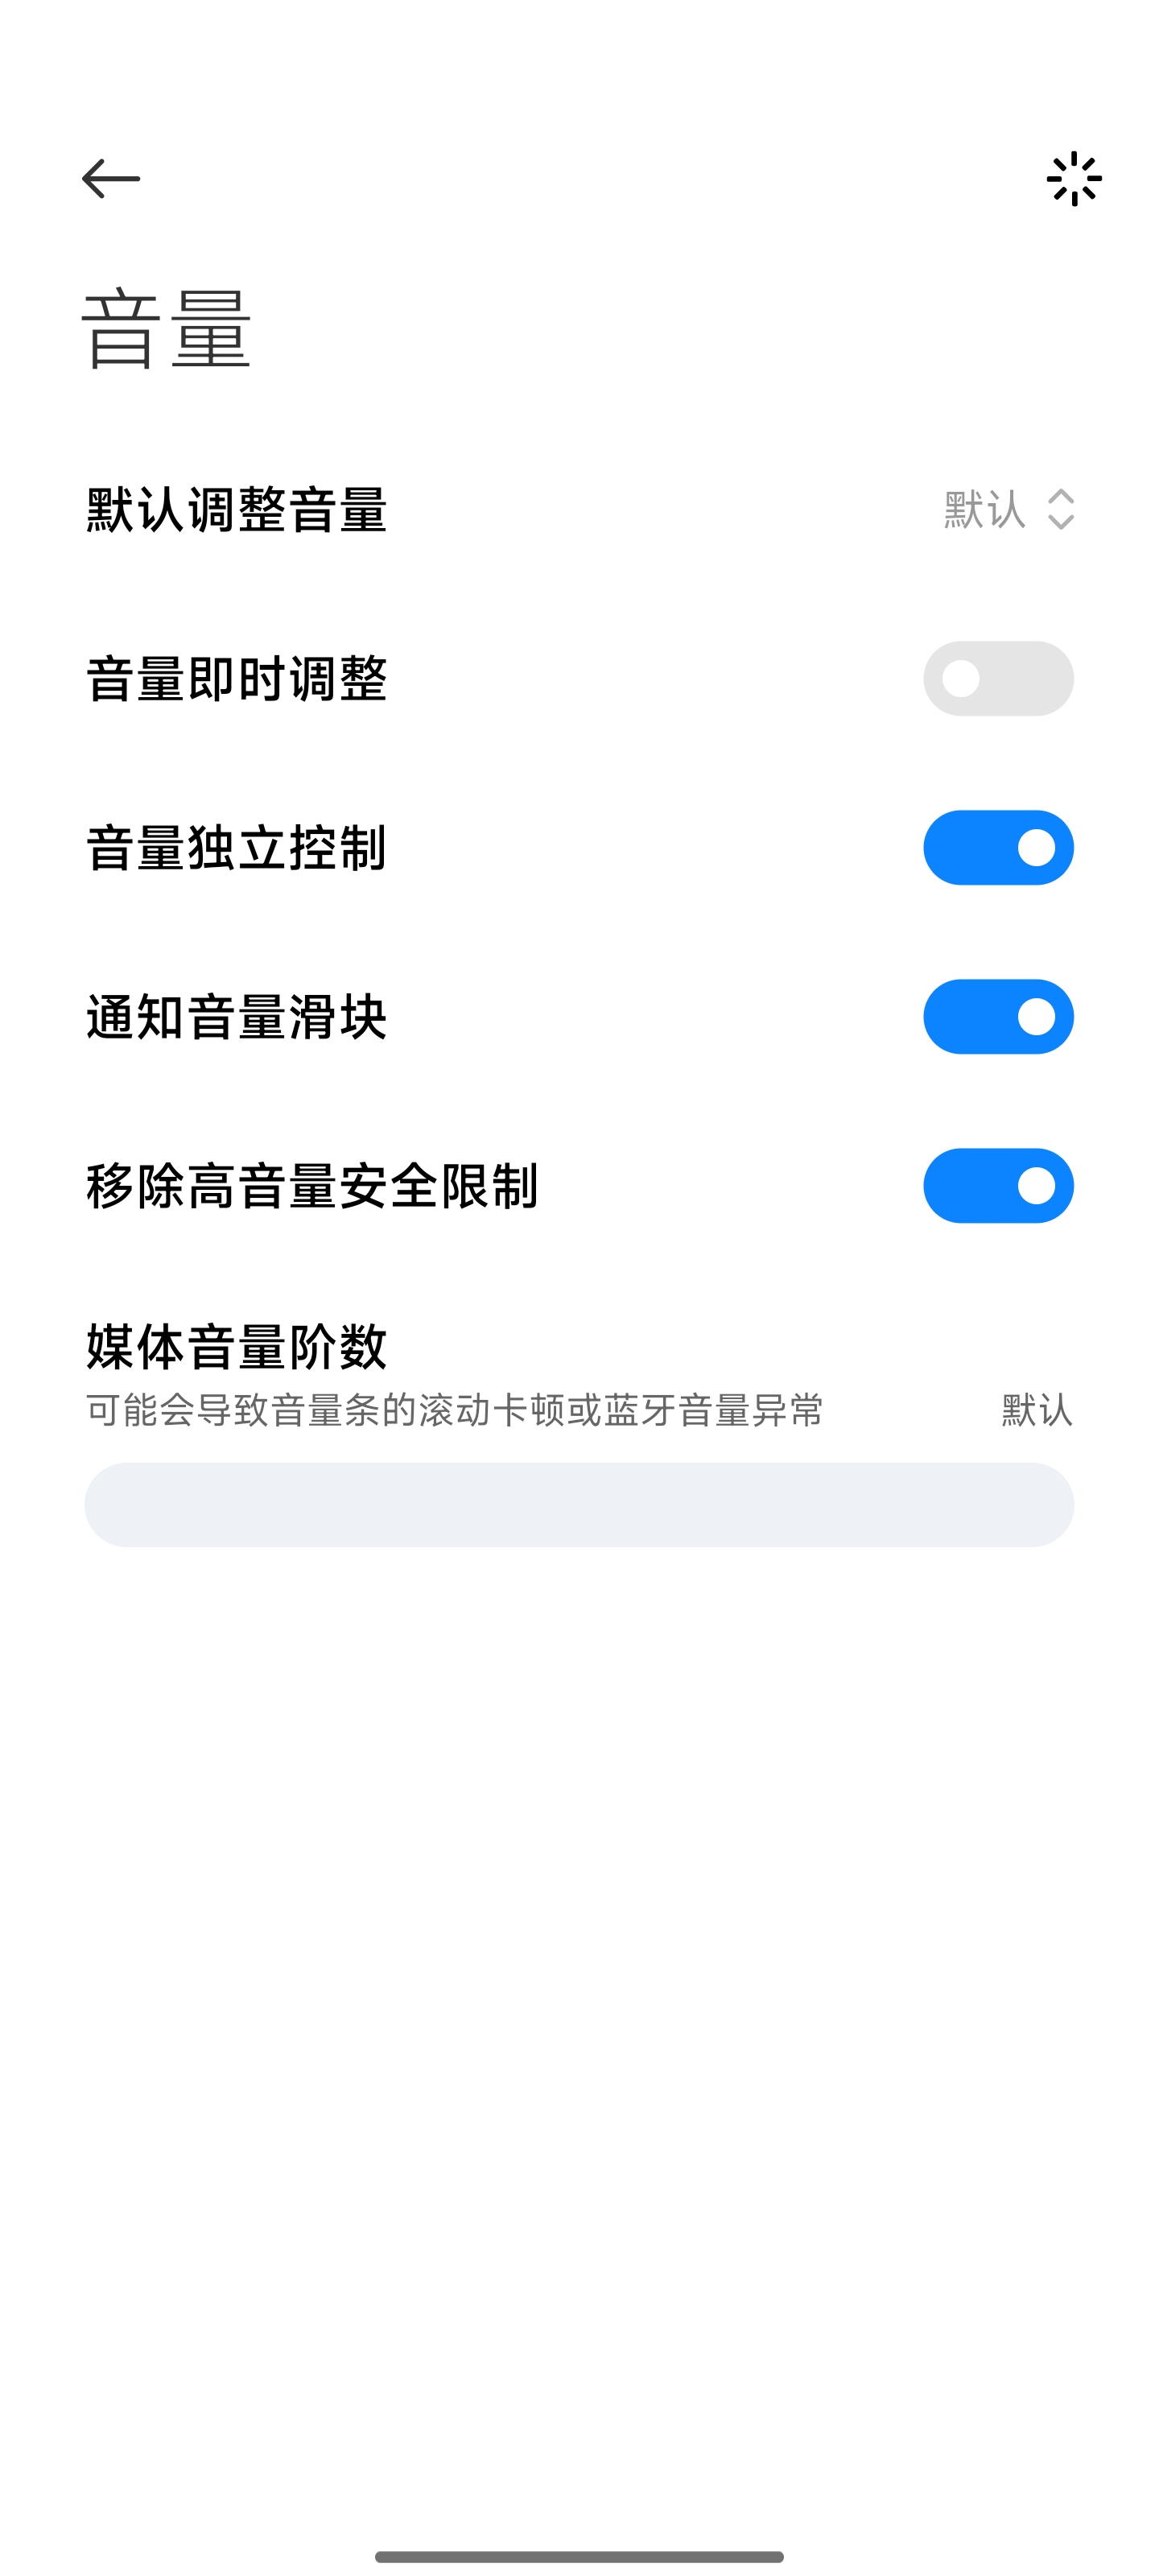 音量
默认调整音量
默认
音量即时调整
音量独立控制
通知音量滑块
移除高音量安全限制
媒体音量阶数
可能会导致音量条的滚动卡顿或蓝牙音量异常
默认